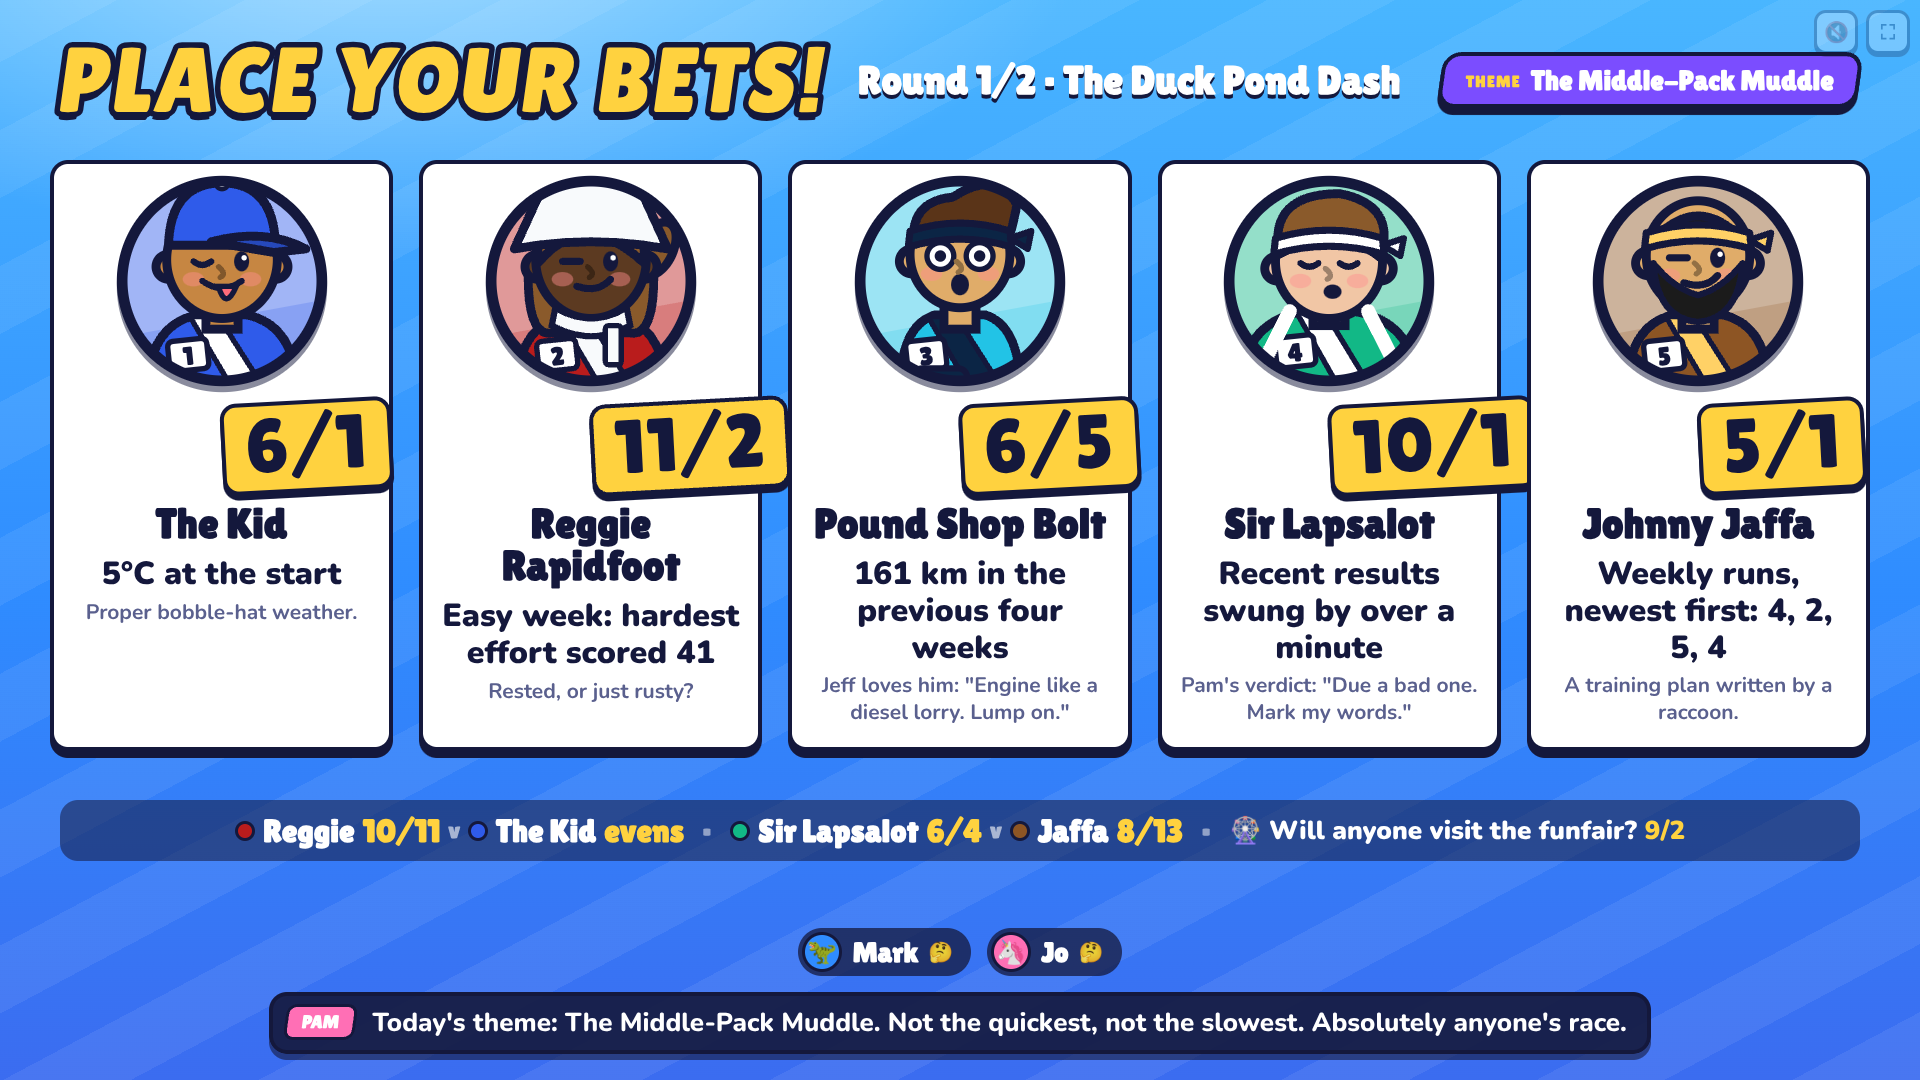 PLACE YOUR BETS!
Round 1/2 · The Duck Pond Dash
THEME The Middle-Pack Muddle
1
6/1
The Kid
5°C at the start
Proper bobble-hat weather.
2
11/2
Reggie
Rapidfoot
Easy week: hardest
effort scored 41
Rested, or just rusty?
3
6/5
Pound Shop Bolt
161 km in the
previous four
weeks
Jeff loves him: "Engine like a
diesel lorry. Lump on."
4
10/1
Sir Lapsalot
Recent results
swung by over a
minute
Pam's verdict: "Due a bad one.
Mark my words."
5
5/1
Johnny Jaffa
Weekly runs,
newest first: 4, 2,
5, 4
A training plan written by a
raccoon.
Reggie 10/11 v The Kid evens · Sir Lapsalot 6/4 v Jaffa 8/13 · Will anyone visit the funfair? 9/2
Mark
Jo
PAM Today's theme: The Middle-Pack Muddle. Not the quickest, not the slowest. Absolutely anyone's race.